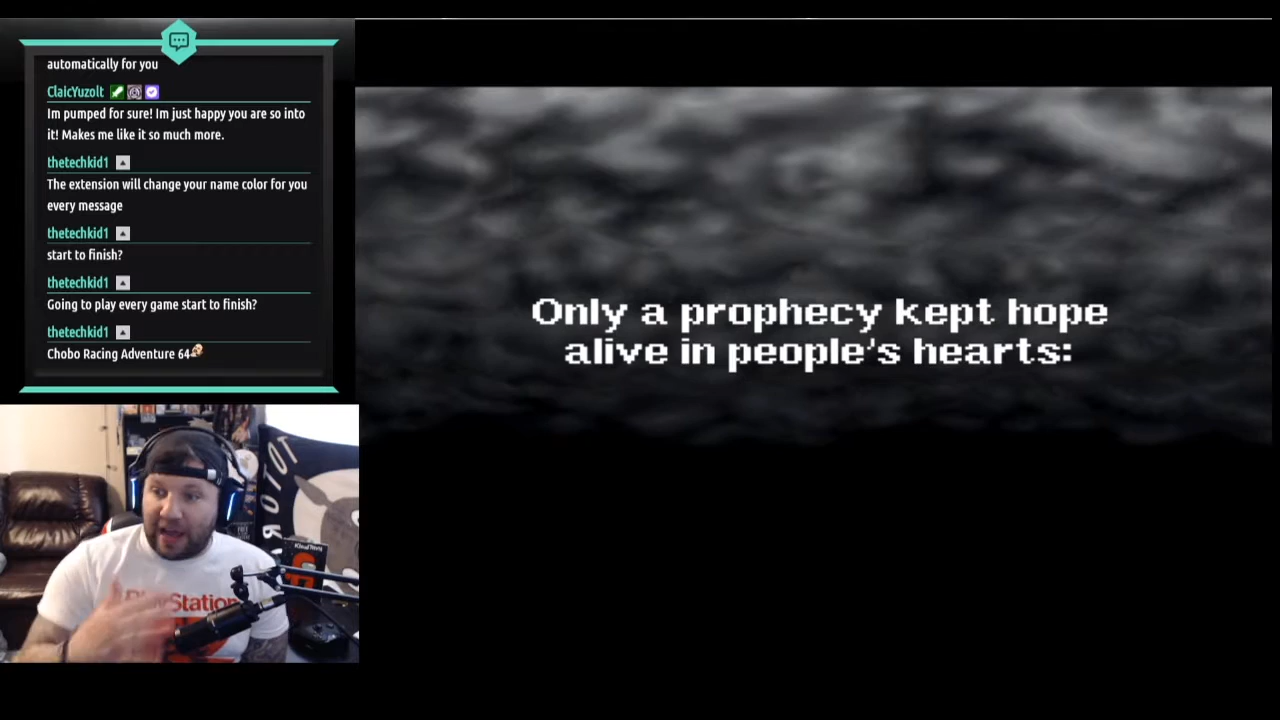 automatically for you
ClaicYuzolt
Im pumped for sure! Im just happy you are so into
it! Makes me like it so much more.
thetechkid1
The extension will change your name color for you
every message
thetechkid1
start to finish?
thetechkid1
Going to play every game start to finish?
thetechkid1
Chobo Racing Adventure 64
Only a prophecy kept hope
alive in people's hearts:
TOTOR
PlayStation